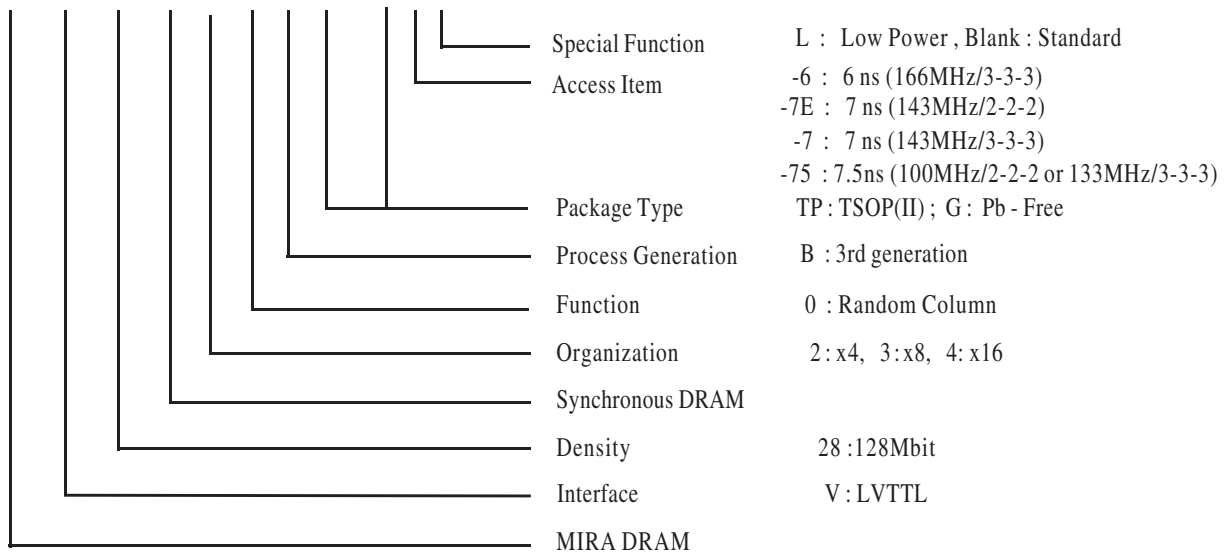 Special Function L : Low Power , Blank : Standard
Access Item -6 : 6 ns (166MHz/3-3-3)
-7E : 7 ns (143MHz/2-2-2)
-7 : 7 ns (143MHz/3-3-3)
-75 : 7.5ns (100MHz/2-2-2 or 133MHz/3-3-3)
Package Type TP : TSOP(II) ; G : Pb - Free
Process Generation B : 3rd generation
Function 0 : Random Column
Organization 2 : x4, 3 : x8, 4 : x16
Synchronous DRAM
Density 28 :128Mbit
Interface V : LVTTL
MIRA DRAM